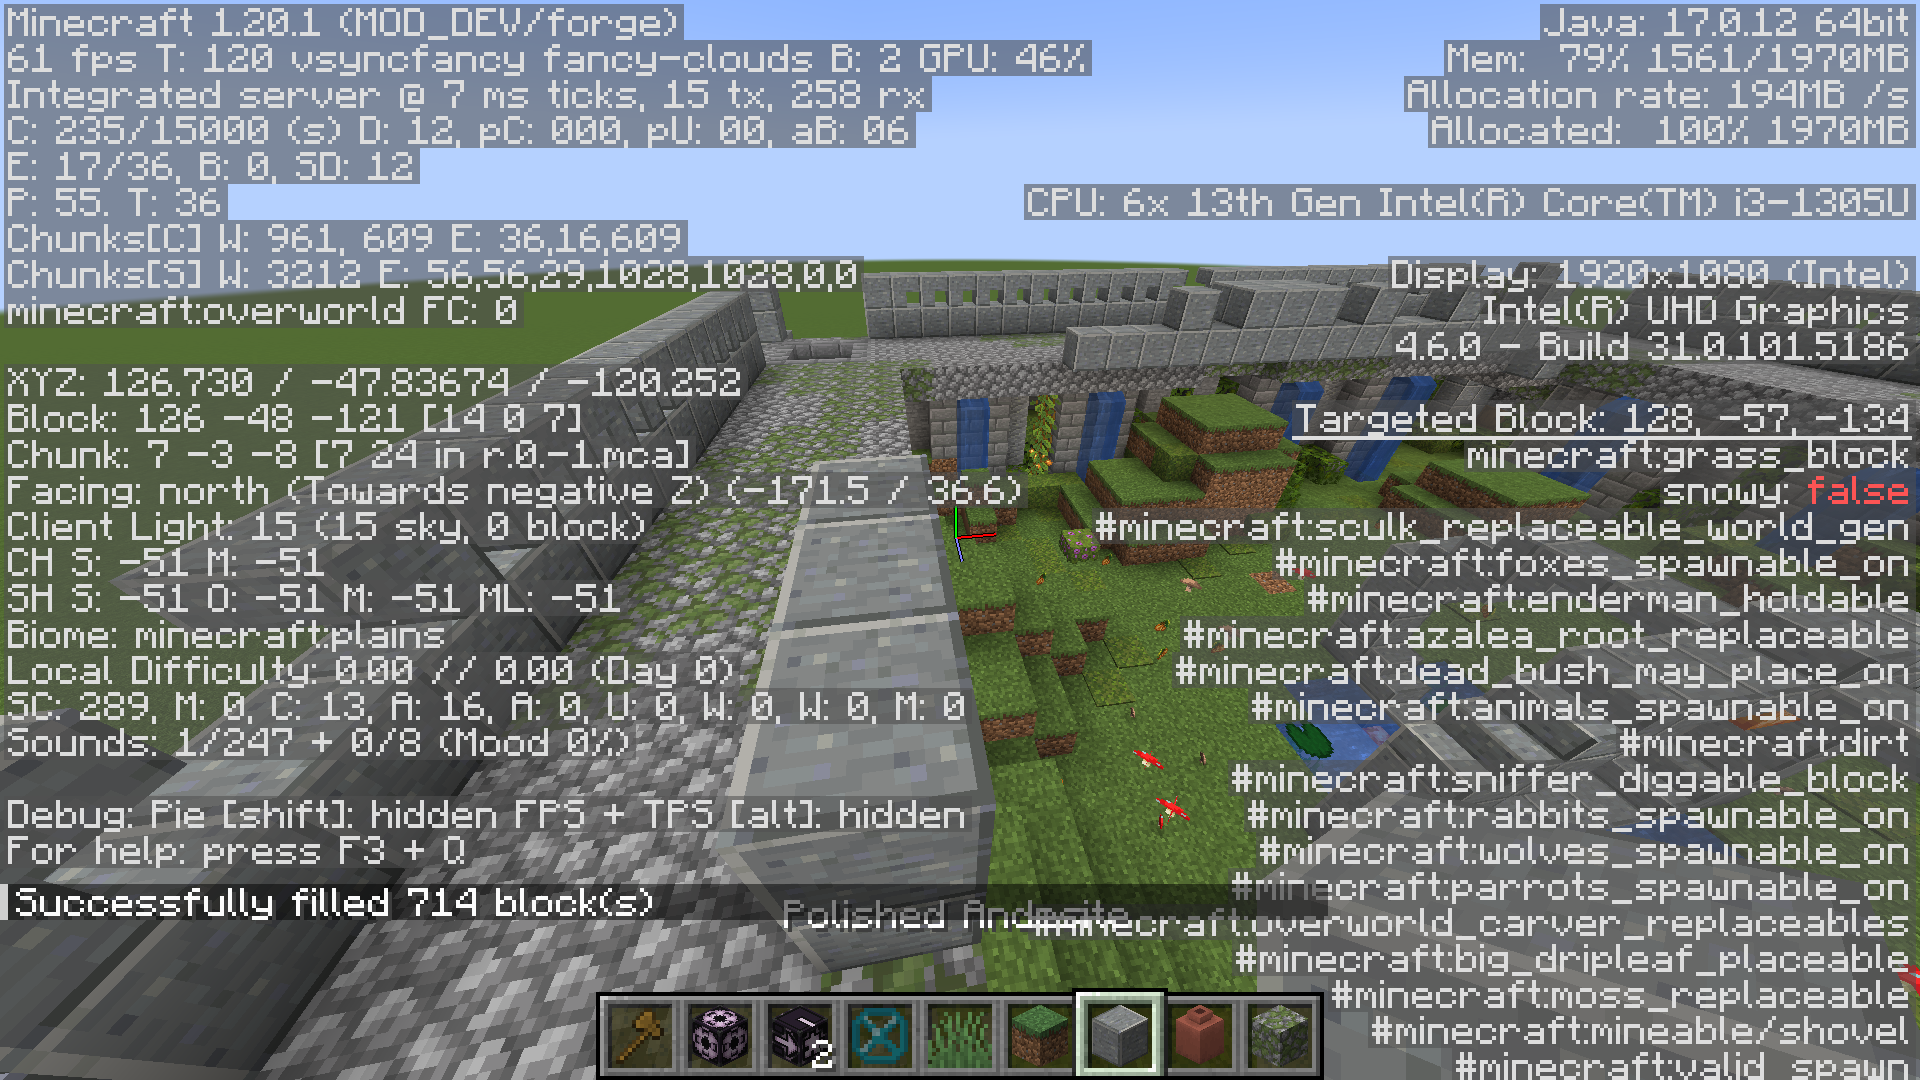 Minecraft 1.20.1 (MOD_DEV/forge)
61 fps T: 120 vsyncfancy fancy-clouds B: 2 GPU: 46%
Integrated server @ 7 ms ticks, 15 tx, 258 rx
C: 235/15000 (s) D: 12, pC: 000, pU: 00, aB: 06
E: 17/36, B: 0, SD: 12
P: 55. T: 36
Chunks[C] W: 961, 609 E: 36,16,609
Chunks[S] W: 3212 E: 56,56,29,1028,1028,0,0
minecraft:overworld FC: 0
XYZ: 126.730 / -47.83674 / -120.252
Block: 126 -48 -121 [14 0 7]
Chunk: 7 -3 -8 [7 24 in r.0.-1.mca]
Facing: north (Towards negative Z) (-171.5 / 36.6)
Client Light: 15 (15 sky, 0 block)
CH S: -51 M: -51
SH S: -51 O: -51 M: -51 ML: -51
Biome: minecraft:plains
Local Difficulty: 0.00 // 0.00 (Day 0)
SC: 289, M: 0, C: 13, A: 16, A: 0, U: 0, W: 0, W: 0, M: 0
Sounds: 1/247 + 0/8 (Mood 0%)
Debug: Pie [shift]: hidden FPS + TPS [alt]: hidden
For help: press F3 + Q
Java: 17.0.12 64bit
Mem: 79% 1561/1970MB
Allocation rate: 194MB /s
Allocated: 100% 1970MB
CPU: 6x 13th Gen Intel(R) Core(TM) i3-1305U
Display: 1920x1080 (Intel)
Intel(R) UHD Graphics
4.6.0 - Build 31.0.101.5186
Targeted Block: 128, -57, -134
minecraft:grass_block
snowy: false
#minecraft:sculk_replaceable_world_gen
#minecraft:foxes_spawnable_on
#minecraft:enderman_holdable
#minecraft:azalea_root_replaceable
#minecraft:dead_bush_may_place_on
#minecraft:animals_spawnable_on
#minecraft:dirt
#minecraft:sniffer_diggable_block
#minecraft:rabbits_spawnable_on
#minecraft:wolves_spawnable_on
#minecraft:parrots_spawnable_on
#minecraft:overworld_carver_replaceables
#minecraft:big_dripleaf_placeable
#minecraft:moss_replaceable
#minecraft:mineable/shovel
#minecraft:valid_spawn
Successfully filled 714 block(s)
Polished Andesite
2